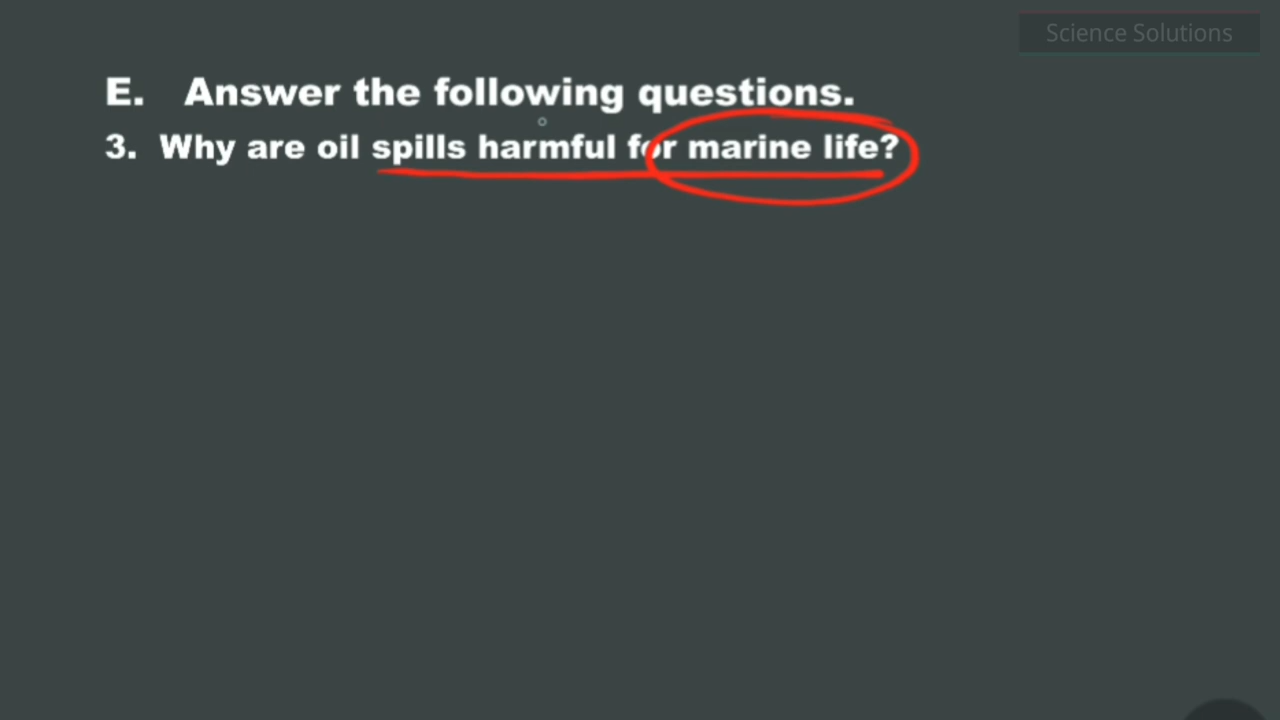 Science Solutions
E. Answer the following questions.
3. Why are oil spills harmful for marine life?